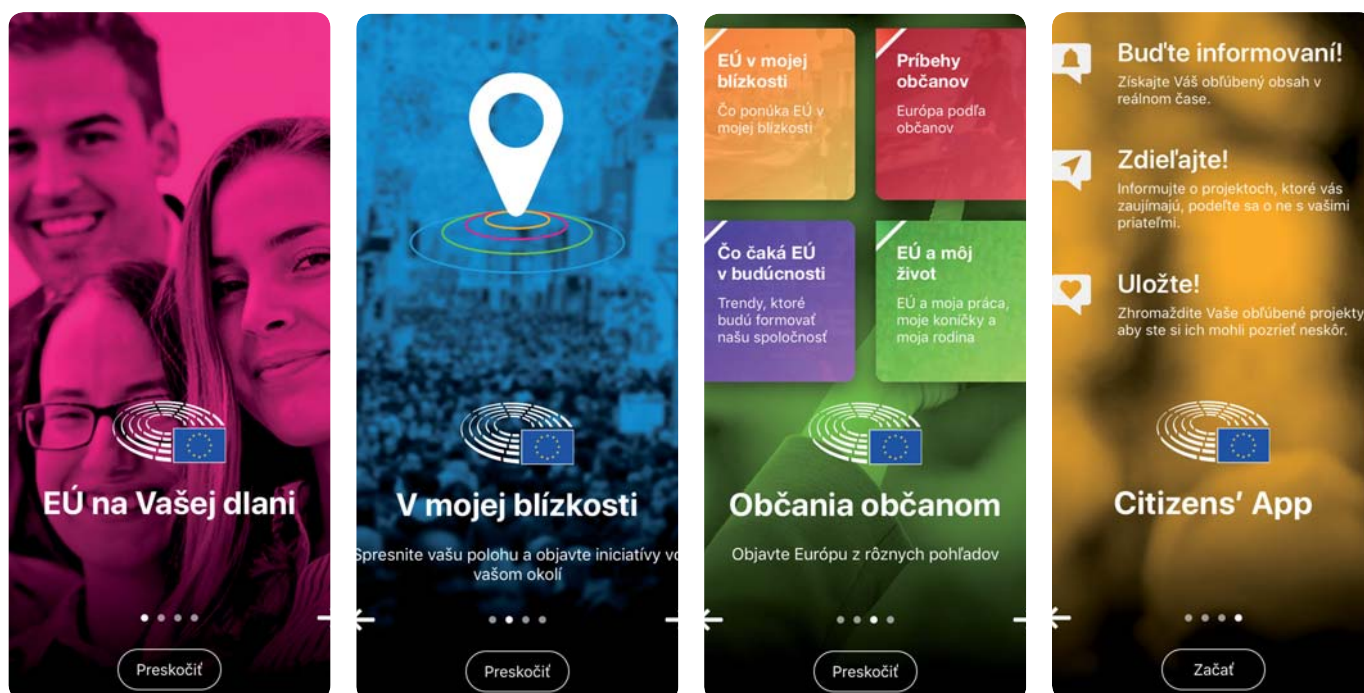 EÚ na Vašej dlani
Preskočiť
V mojej blízkosti
Spresnite vašu polohu a objavte iniciatívy vo
vašom okolí
Preskočiť
EÚ v mojej
blízkosti
Čo ponúka EÚ v
mojej blízkosti
Príbehy
občanov
Európa podľa
občanov
Čo čaká EÚ
v budúcnosti
Trendy, ktoré
budú formovať
našu spoločnosť
EÚ a môj
život
EÚ a moja práca,
moje koníčky a
moja rodina
Občania občanom
Objavte Európu z rôznych pohľadov
Preskočiť
Buďte informovaní!
Získajte Váš obľúbený obsah v
reálnom čase.
Zdieľajte!
Informujte o projektoch, ktoré vás
zaujímajú, podeľte sa o ne s vašimi
priateľmi.
Uložte!
Zhromaždite Vaše obľúbené projekty
aby ste si ich mohli pozrieť neskôr.
Citizens' App
Začať